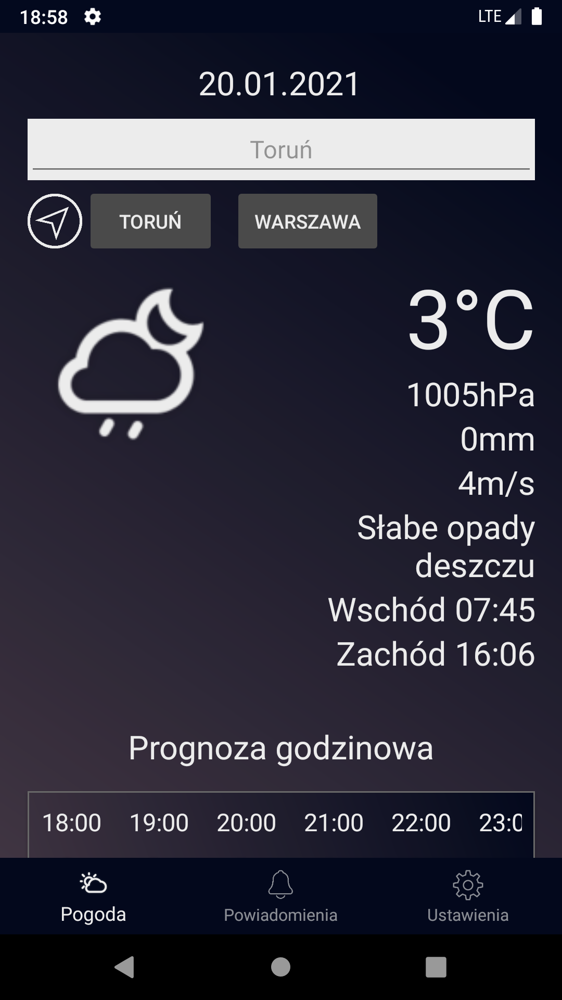 18:58
LTE
20.01.2021
Toruń
TORUŃ
WARSZAWA
3°C
1005hPa
0mm
4m/s
Słabe opady
deszczu
Wschód 07:45
Zachód 16:06
Prognoza godzinowa
18:00 19:00 20:00 21:00 22:00 23:0
Pogoda
Powiadomienia
Ustawienia